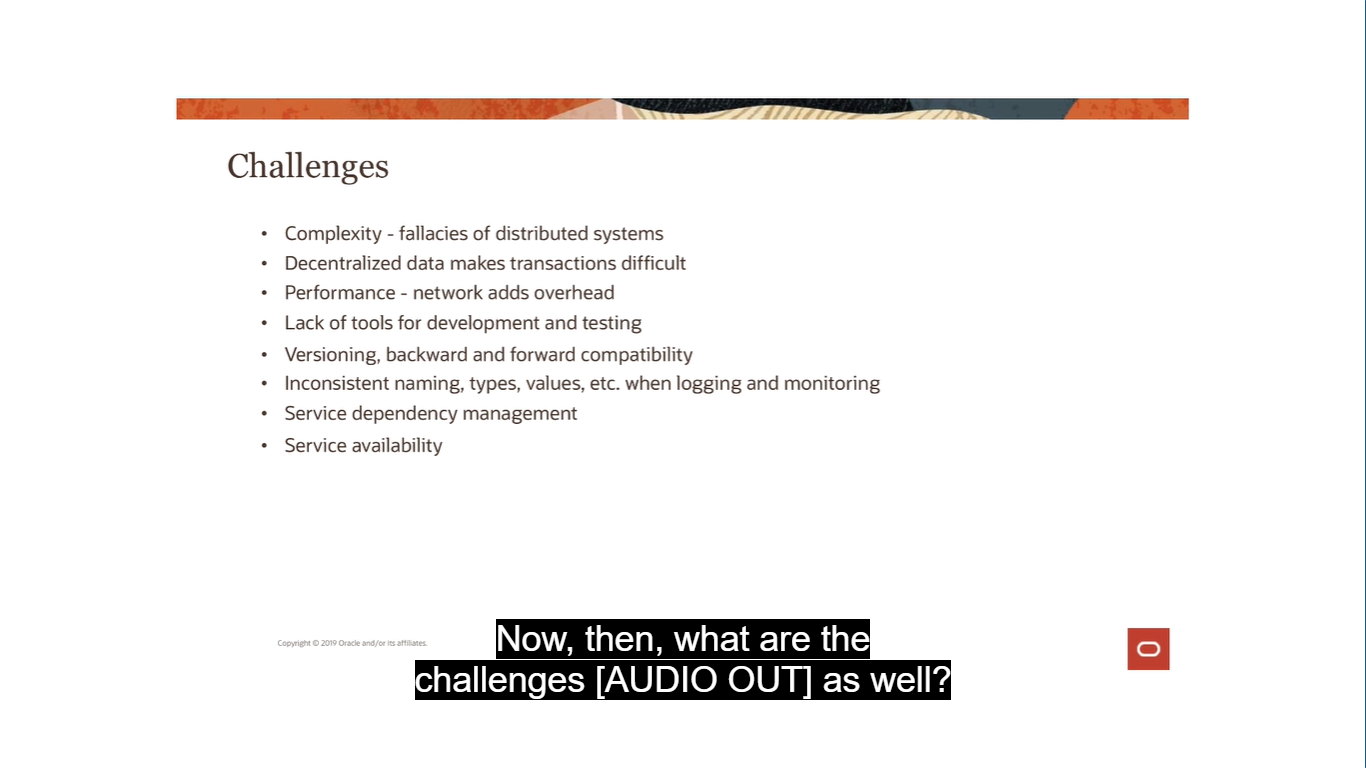 Challenges
• Complexity - fallacies of distributed systems
• Decentralized data makes transactions difficult
• Performance - network adds overhead
• Lack of tools for development and testing
• Versioning, backward and forward compatibility
• Inconsistent naming, types, values, etc. when logging and monitoring
• Service dependency management
• Service availability
Copyright © 2019 Oracle and/or its affiliates.
Now, then, what are the
challenges [AUDIO OUT] as well?